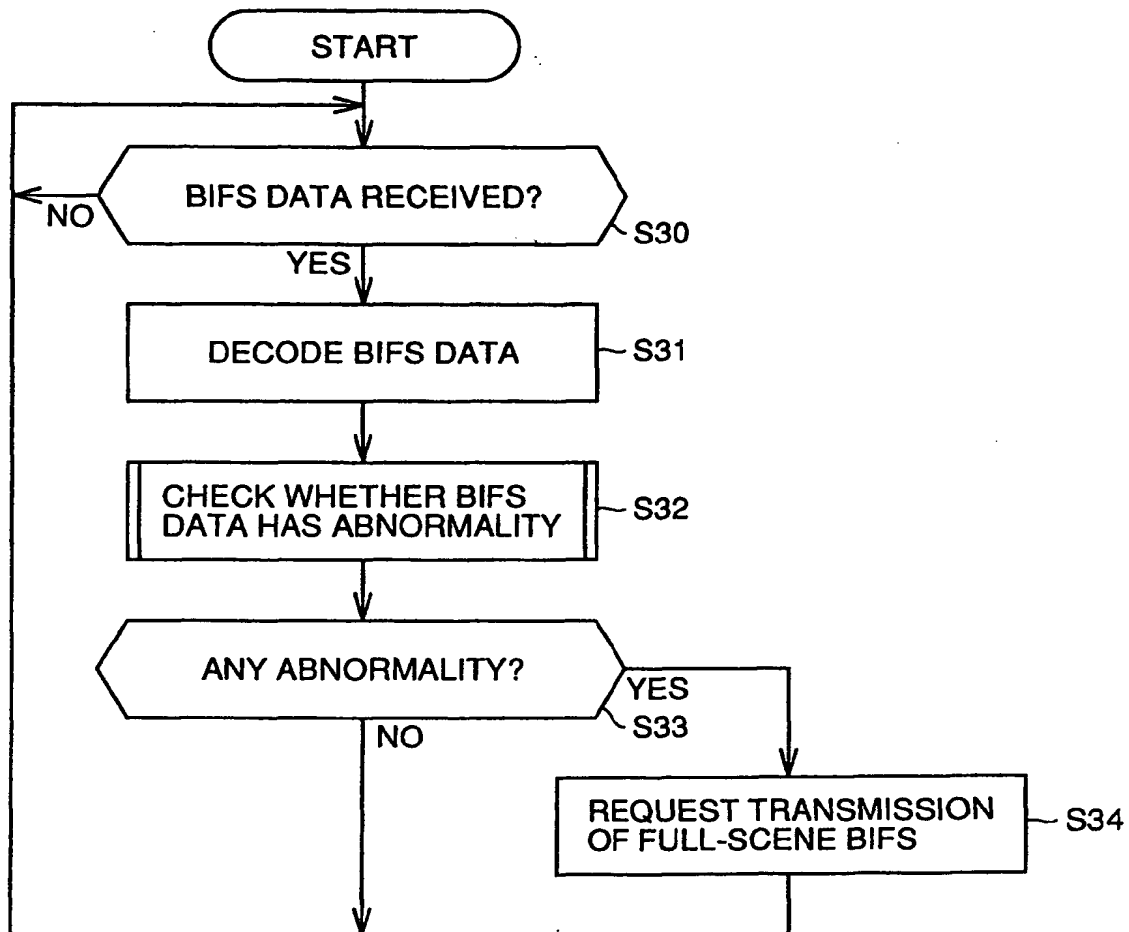 START
BIFS DATA RECEIVED?
NO
S30
YES
DECODE BIFS DATA
S31
CHECK WHETHER BIFS
DATA HAS ABNORMALITY
S32
ANY ABNORMALITY?
YES
S33
NO
REQUEST TRANSMISSION
OF FULL-SCENE BIFS
S34